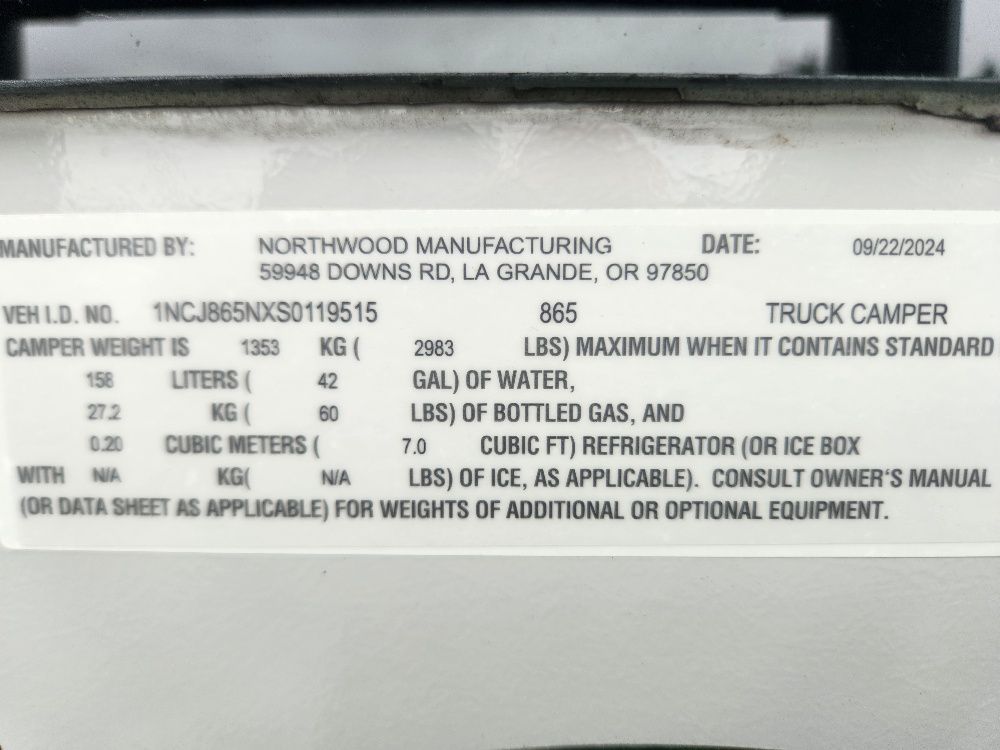 MANUFACTURED BY: NORTHWOOD MANUFACTURING DATE: 09/22/2024
59948 DOWNS RD, LA GRANDE, OR 97850
VEH I.D. NO. 1NCJ865NXS0119515 865 TRUCK CAMPER
CAMPER WEIGHT IS 1353 KG ( 2983 LBS) MAXIMUM WHEN IT CONTAINS STANDARD
158 LITERS ( 42 GAL) OF WATER,
27.2 KG ( 60 LBS) OF BOTTLED GAS, AND
0.20 CUBIC METERS ( 7.0 CUBIC FT) REFRIGERATOR (OR ICE BOX
WITH N/A KG( N/A LBS) OF ICE, AS APPLICABLE). CONSULT OWNER'S MANUAL
(OR DATA SHEET AS APPLICABLE) FOR WEIGHTS OF ADDITIONAL OR OPTIONAL EQUIPMENT.